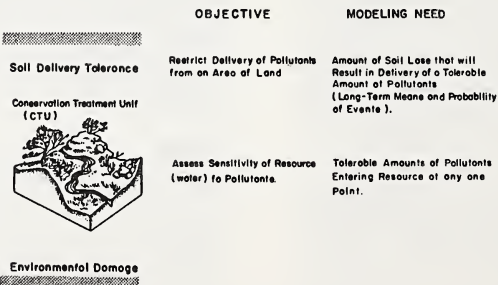 OBJECTIVE
MODELING NEED
Soil Delivery Tolerance
Restrict Delivery of Pollutants
from an Area of Land
Amount of Soil Lose that will
Result in Delivery of a Tolerable
Amount of Pollutants
(Long-Term Means and Probability
of Events).
Conservation Treatment Unit
(CTU)
Assess Sensitivity of Resource
(water) to Pollutants.
Tolerable Amounts of Pollutants
Entering Resource at any one
Point.
Environmental Damage